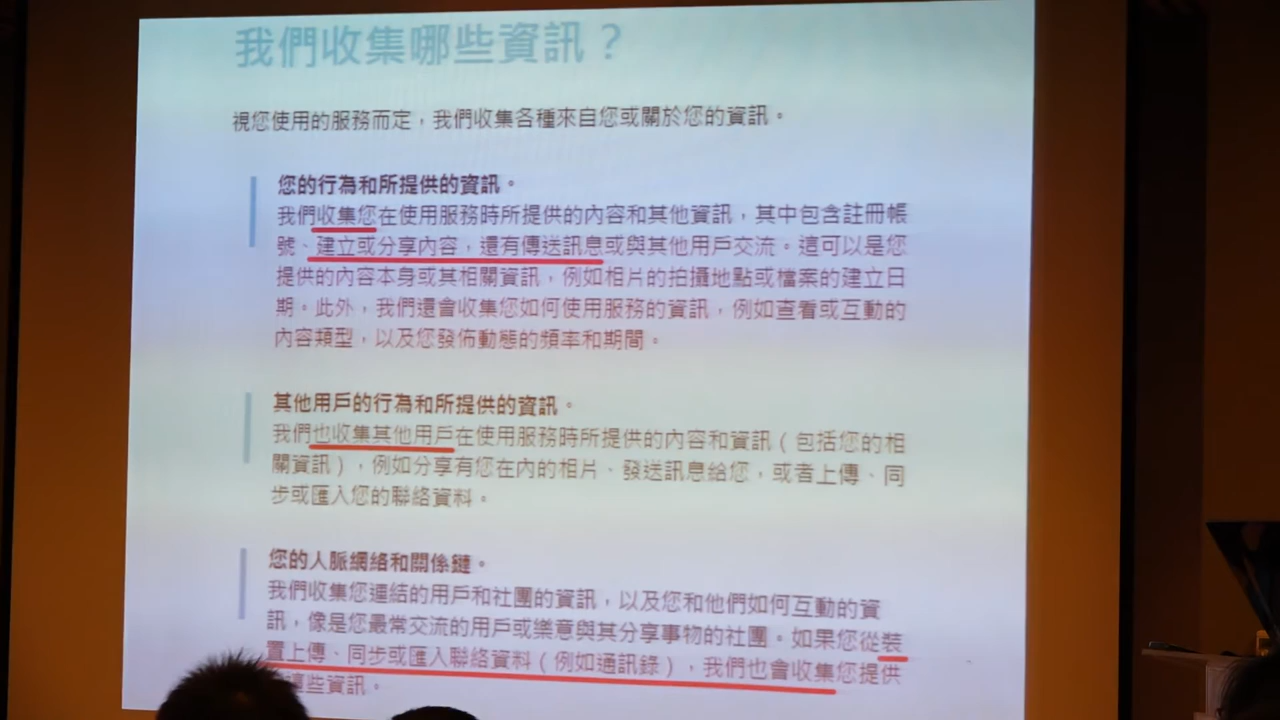 我們收集哪些資訊？
視您使用的服務而定，我們收集各種來自您或關於您的資訊。
您的行為和所提供的資訊。
我們收集您在使用服務時所提供的內容和其他資訊，其中包含註冊帳
號、建立或分享內容，還有傳送訊息或與其他用戶交流。這可以是您
提供的內容本身或其相關資訊，例如相片的拍攝地點或檔案的建立日
期。此外，我們還會收集您如何使用服務的資訊，例如查看或互動的
內容類型，以及您發佈動態的頻率和期間。
其他用戶的行為和所提供的資訊。
我們也收集其他用戶在使用服務時所提供的內容和資訊（包括您的相
關資訊），例如分享有您在內的相片、發送訊息給您，或者上傳、同
步或匯入您的聯絡資料。
您的人脈網絡和關係鏈。
我們收集您連結的用戶和社團的資訊，以及您和他們如何互動的資
訊，像是您最常交流的用戶或樂意與其分享事物的社團。如果您從裝
置上傳、同步或匯入聯絡資料（例如通訊錄），我們也會收集您提供
這些資訊。